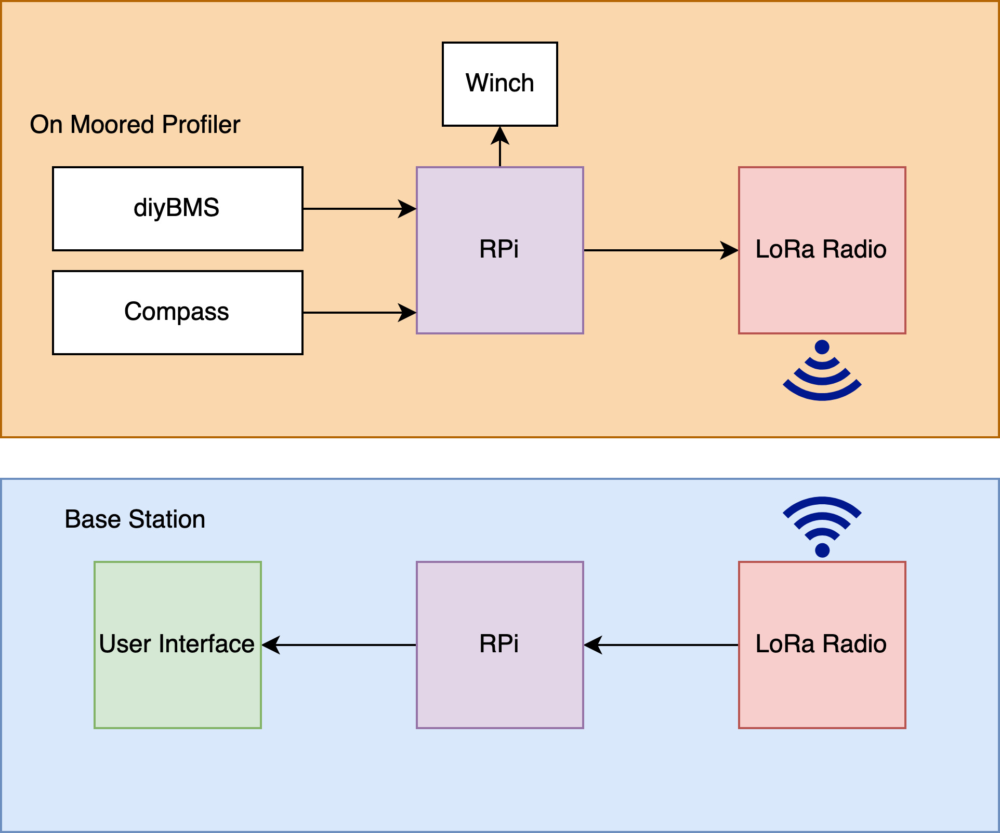 Winch
On Moored Profiler
diyBMS
RPi
LoRa Radio
Compass
Base Station
User Interface
RPi
LoRa Radio